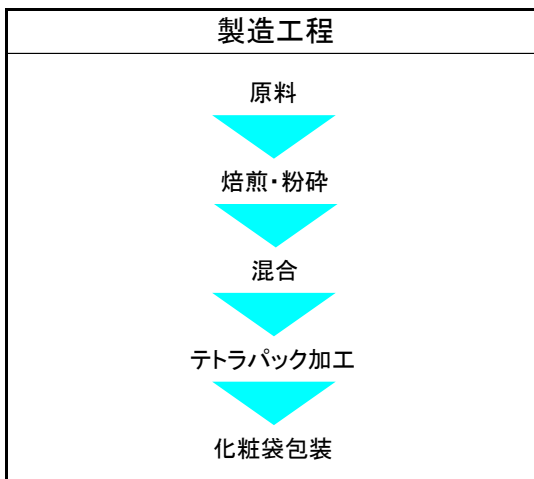 製造工程
原料
焙煎・粉砕
混合
テトラパック加工
化粧袋包装